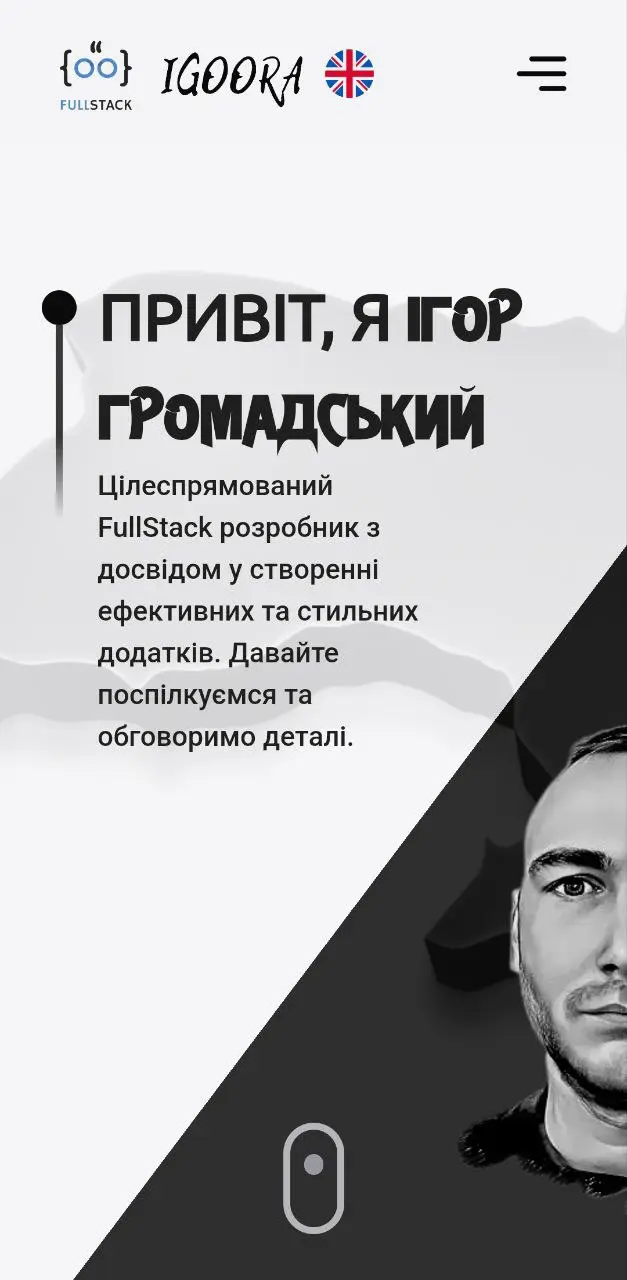 {öö}
FULLSTACK
IGOORA
ПРИВІТ, Я ІГОР
ГРОМАДСЬКИЙ
Цілеспрямований
FullStack розробник з
досвідом у створенні
ефективних та стильних
додатків. Давайте
поспілкуємся та
обговоримо деталі.